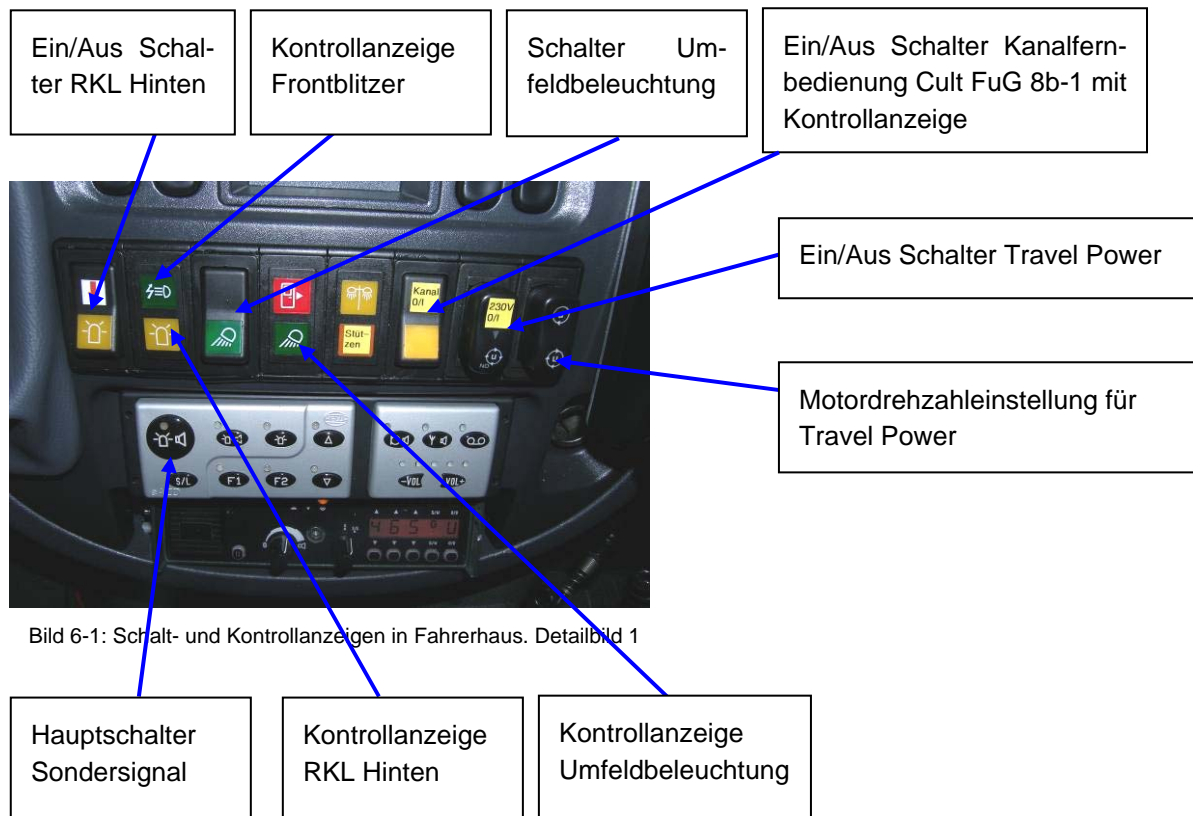 Ein/Aus Schal-
ter RKL Hinten
Kontrollanzeige
Frontblitzer
Schalter Um-
feldbeleuchtung
Ein/Aus Schalter Kanalfern-
bedienung Cult FuG 8b-1 mit
Kontrollanzeige
Ein/Aus Schalter Travel Power
Motordrehzahleinstellung für
Travel Power
Kanal
0/I
230V
0/I
Stüt-
zen
NO
S/L
F1
F2
-VOL
VOL+
465 G U
Bild 6-1: Schalt- und Kontrollanzeigen in Fahrerhaus. Detailbild 1
Hauptschalter
Sondersignal
Kontrollanzeige
RKL Hinten
Kontrollanzeige
Umfeldbeleuchtung